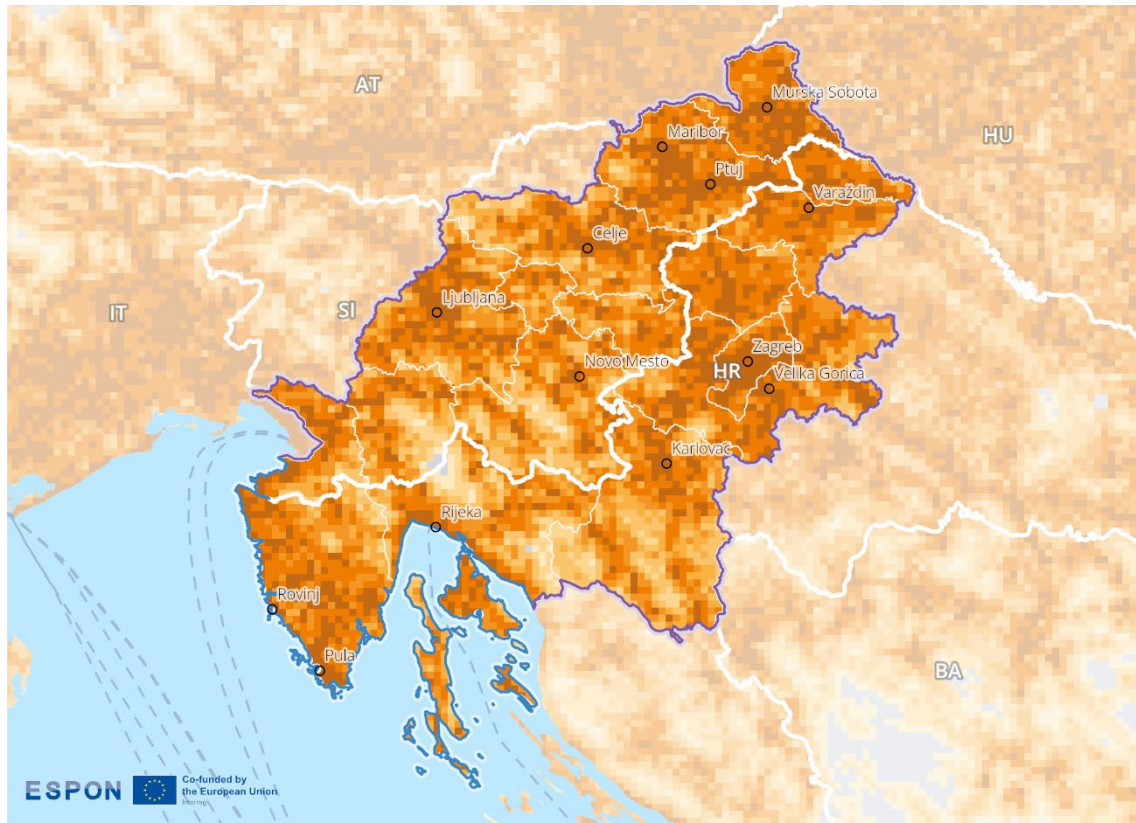 AT
Murska Sobota
HU
Maribor
Ptuj
Varaždin
Celje
Ljubljana
IT
SI
Zagreb
Novo Mesto
HR
Velika Gorica
Karlovac
Rijeka
Rovinj
Pula
BA
ESPON
Co-funded by
the European Union
Interreg